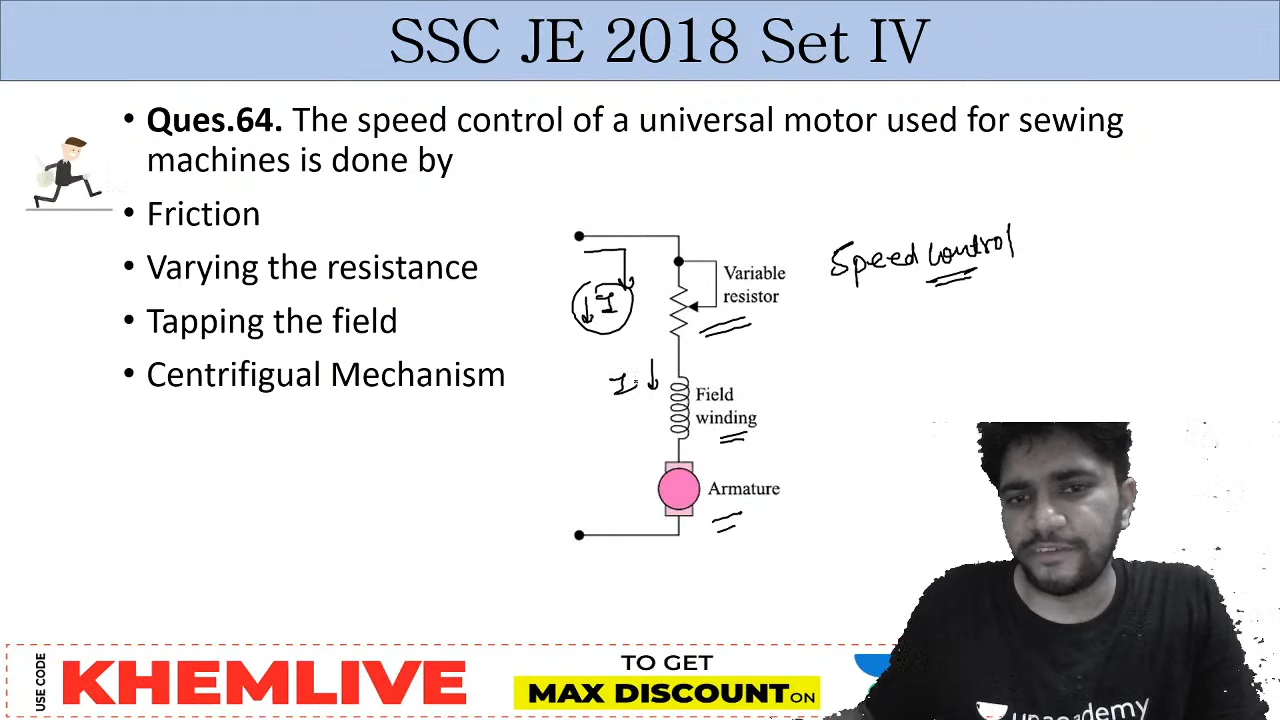 SSC JE 2018 Set IV
• Ques.64. The speed control of a universal motor used for sewing
machines is done by
• Friction
• Varying the resistance
• Tapping the field
• Centrifigual Mechanism
Speed control
Variable
resistor
↓ I
I ↓
Field
winding
Armature
USE CODE
KHEMLIVE
TO GET
MAX DISCOUNT ON
unacademy